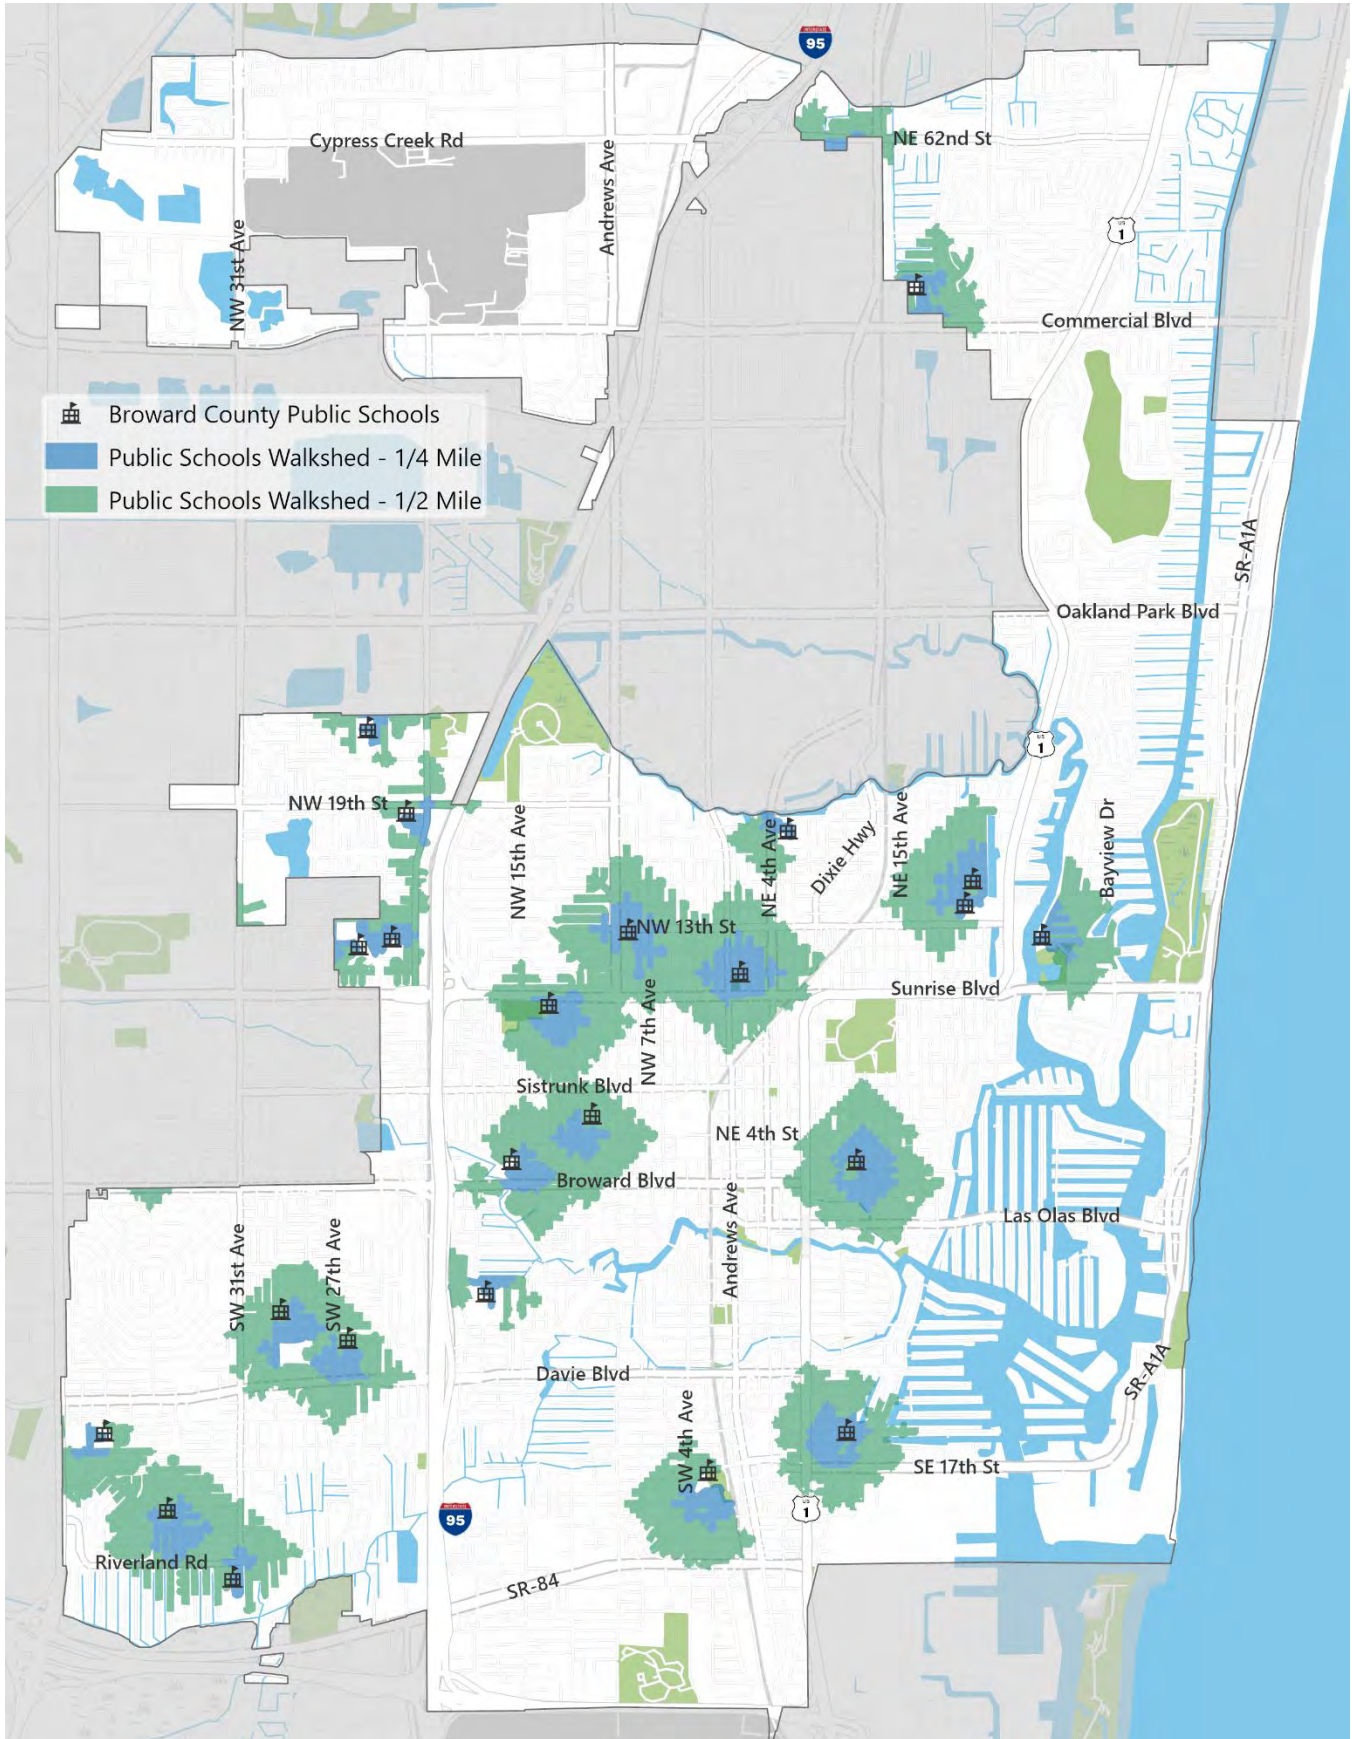 INTERSTATE
95
Cypress Creek Rd
NE 62nd St
Andrews Ave
US
1
NW 31st Ave
Commercial Blvd
Broward County Public Schools
Public Schools Walkshed - 1/4 Mile
Public Schools Walkshed - 1/2 Mile
SR-A1A
Oakland Park Blvd
US
1
NW 19th St
NW 15th Ave
NE 4th Ave
Dixie Hwy
NE 15th Ave
Bayview Dr
NW 13th St
Sunrise Blvd
NW 7th Ave
Sistrunk Blvd
NE 4th St
Broward Blvd
Andrews Ave
Las Olas Blvd
SW 31st Ave
SW 27th Ave
Davie Blvd
SR-A1A
SW 4th Ave
SE 17th St
US
1
INTERSTATE
95
Riverland Rd
SR-84